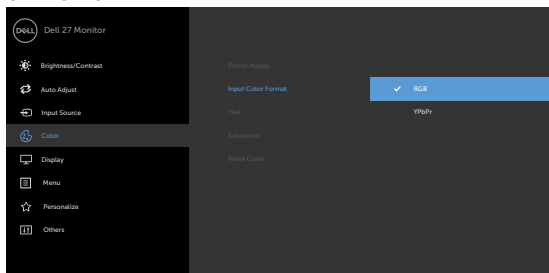 DELL Dell 27 Monitor
Brightness/Contrast
Auto Adjust
Input Source
Color
Display
Menu
Personalize
Others
Preset Modes
Input Color Format
Hue
Saturation
Reset Color
RGB
YPbPr